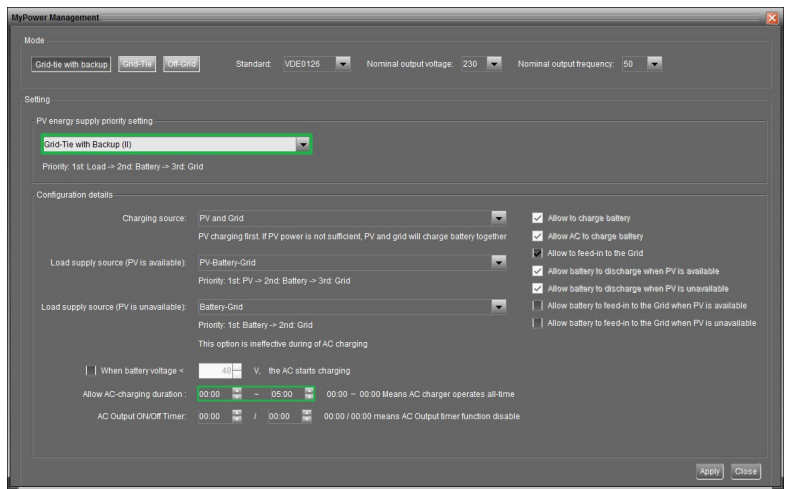 MyPower Management
Mode
Grid-tie with backup Grid-Tie Off-Grid Standard: VDE0126 Nominal output voltage: 230 Nominal output frequency: 50
Setting
PV energy supply priority setting
Grid-Tie with Backup (II)
Priority: 1st: Load -> 2nd: Battery -> 3rd: Grid
Configuration details
Charging source: PV and Grid
PV charging first. If PV power is not sufficient, PV and grid will charge battery together
Load supply source (PV is available): PV-Battery-Grid
Priority: 1st: PV -> 2nd: Battery -> 3rd: Grid
Load supply source (PV is unavailable): Battery-Grid
Priority: 1st: Battery -> 2nd: Grid
This option is ineffective during of AC charging
When battery voltage < 48 V, the AC starts charging
Allow AC-charging duration : 00:00 ~ 05:00 00:00 ~ 00:00 Means AC charger operates all-time
AC Output ON/Off Timer: 00:00 / 00:00 00:00 / 00:00 means AC Output timer function disable
Allow to charge battery
Allow AC to charge battery
Allow to feed-in to the Grid
Allow battery to discharge when PV is available
Allow battery to discharge when PV is unavailable
Allow battery to feed-in to the Grid when PV is available
Allow battery to feed-in to the Grid when PV is unavailable
Apply Close